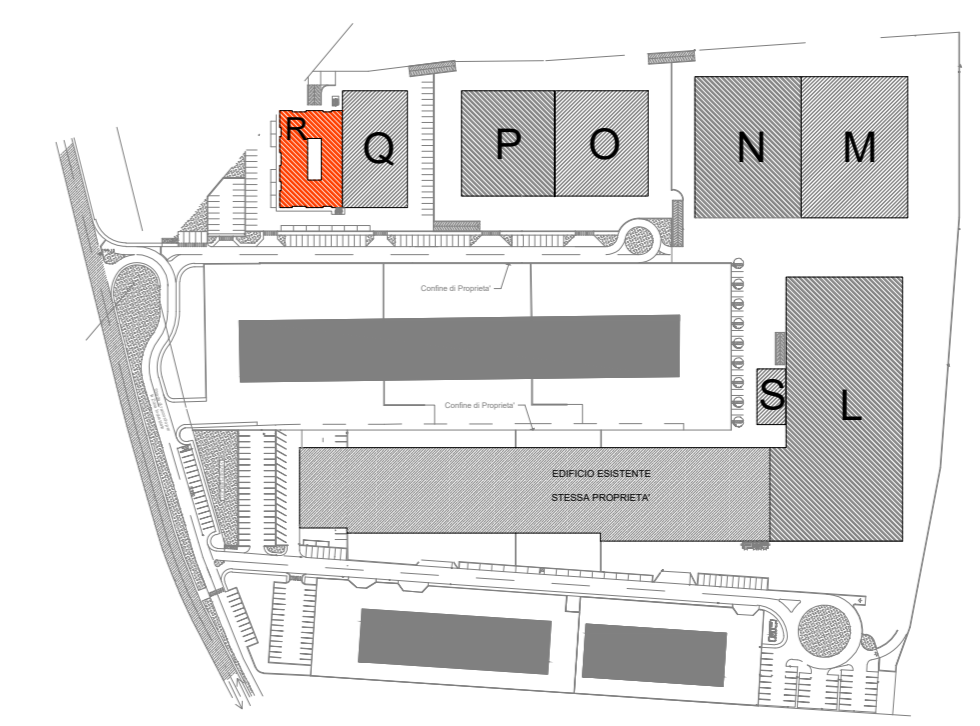 R
Q
P
O
N
M
Confine di Proprieta'
S
L
Confine di Proprieta'
EDIFICIO ESISTENTE
STESSA PROPRIETA'